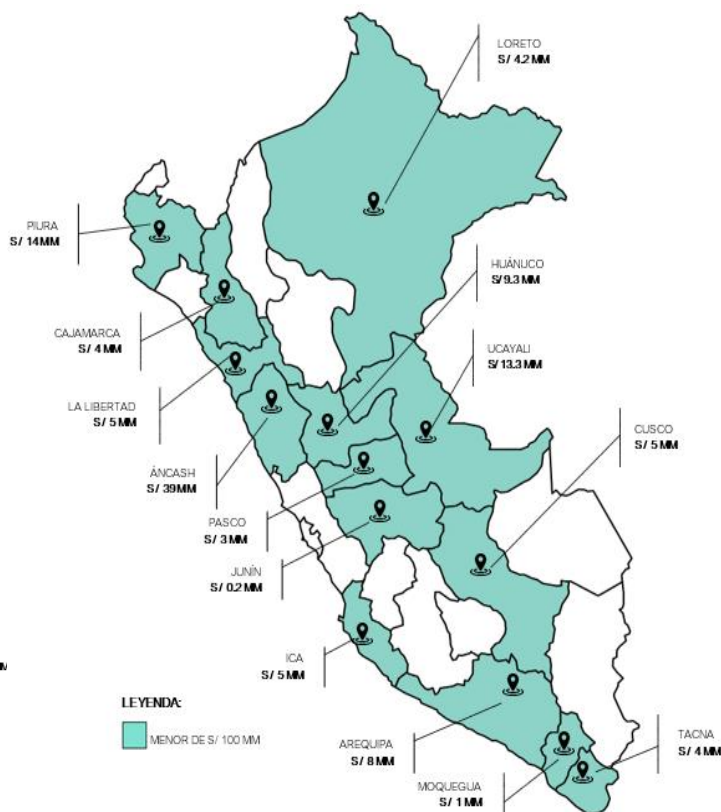 LORETO
S/ 4.2 MM
PIURA
S/ 14 MM
HUÁNUCO
S/ 9.3 MM
CAJAMARCA
S/ 4 MM
UCAYALI
S/ 13.3 MM
LA LIBERTAD
S/ 5 MM
CUSCO
S/ 5 MM
ÁNCASH
S/ 39 MM
PASCO
S/ 3 MM
JUNÍN
S/ 0.2 MM
ICA
S/ 5 MM
LEYENDA:
MENOR DE S/ 100 MM
AREQUIPA
S/ 8 MM
TACNA
S/ 4 MM
MOQUEGUA
S/ 1 MM